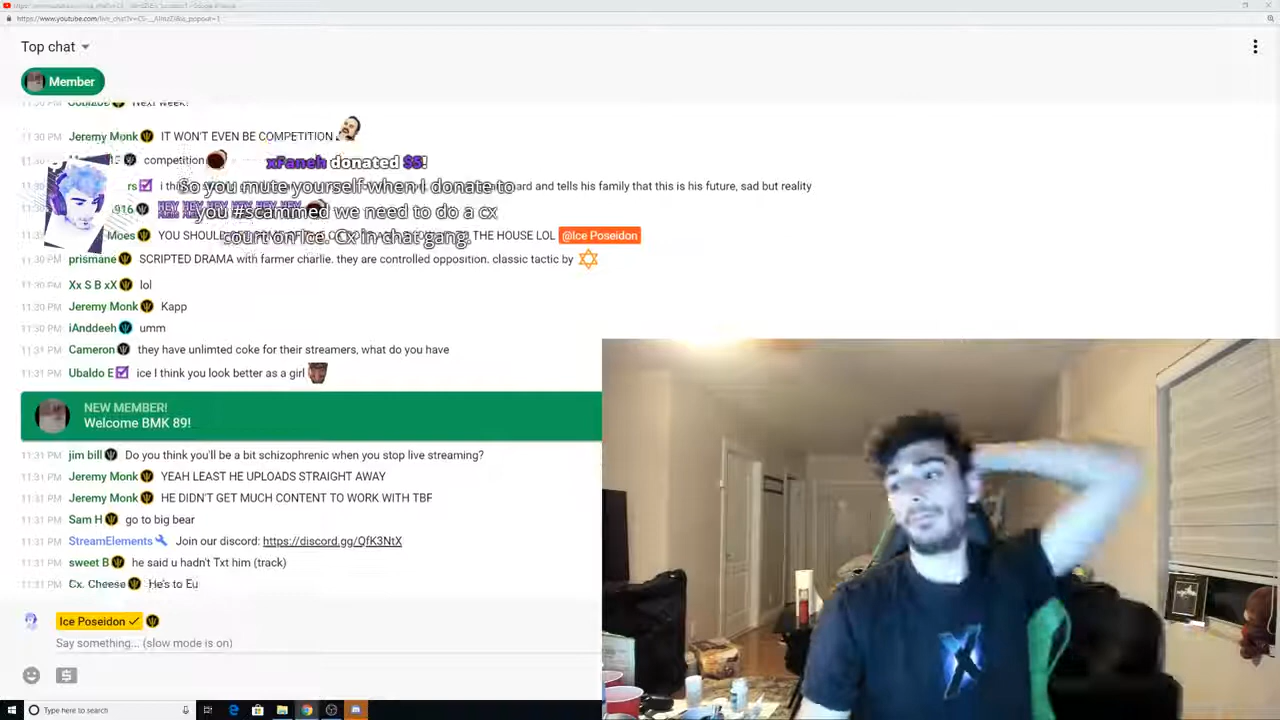 https://www.youtube.com/live_chat?v=
Top chat
Member
Next week!
11:30 PM Jeremy Monk IT WON'T EVEN BE COMPETITION
competition
xPaneh donated $5!
So you mute yourself when I donate to
you #scammed we need to do a cx
court on ice. Cx in chat gang.
and tells his family that this is his future, sad but reality
916
YOU THE HOUSE LOL @Ice Poseidon
11:30 PM prismane SCRIPTED DRAMA with farmer charlie. they are controlled opposition. classic tactic by
11:30 PM Xx S B xX lol
11:30 PM Jeremy Monk Kapp
11:30 PM iAnddeeh umm
11:31 PM Cameron they have unlimted coke for their streamers, what do you have
11:31 PM Ubaldo E ice I think you look better as a girl
NEW MEMBER!
Welcome BMK 89!
11:31 PM jim bill Do you think you'll be a bit schizophrenic when you stop live streaming?
11:31 PM Jeremy Monk YEAH LEAST HE UPLOADS STRAIGHT AWAY
11:31 PM Jeremy Monk HE DIDN'T GET MUCH CONTENT TO WORK WITH TBF
11:31 PM Sam H go to big bear
11:31 PM StreamElements Join our discord: https://discord.gg/QfK3NtX
11:31 PM sweet B he said u hadn't Txt him (track)
11:31 PM Cx. Cheese He's to Eu
Ice Poseidon
Say something... (slow mode is on)
Type here to search